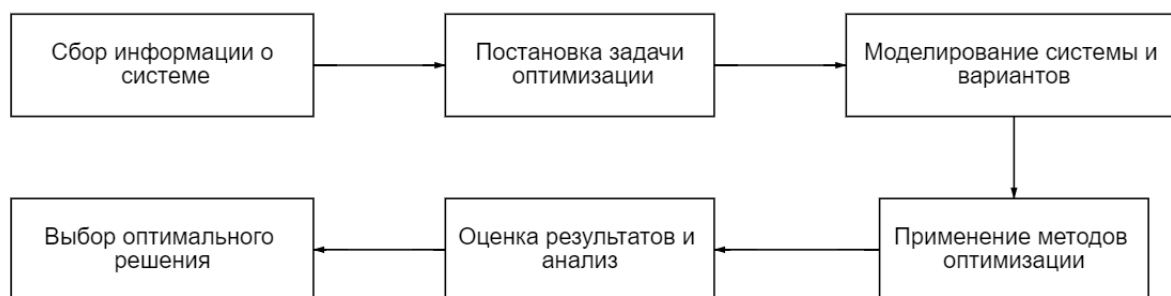 Сбор информации о
системе
Постановка задачи
оптимизации
Моделирование системы и
вариантов
Применение методов
оптимизации
Оценка результатов и
анализ
Выбор оптимального
решения